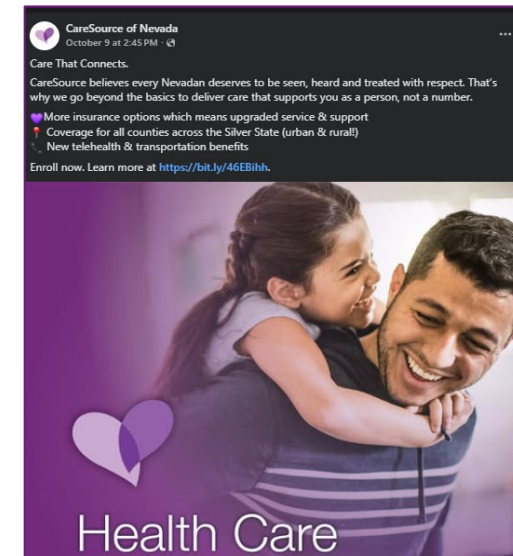 CareSource of Nevada
October 9 at 2:45 PM ·
Care That Connects.
CareSource believes every Nevadan deserves to be seen, heard and treated with respect. That's
why we go beyond the basics to deliver care that supports you as a person, not a number.
💜More insurance options which means upgraded service & support
📍 Coverage for all counties across the Silver State (urban & rural!)
📞 New telehealth & transportation benefits
Enroll now. Learn more at https://bit.ly/46EBihh.
Health Care